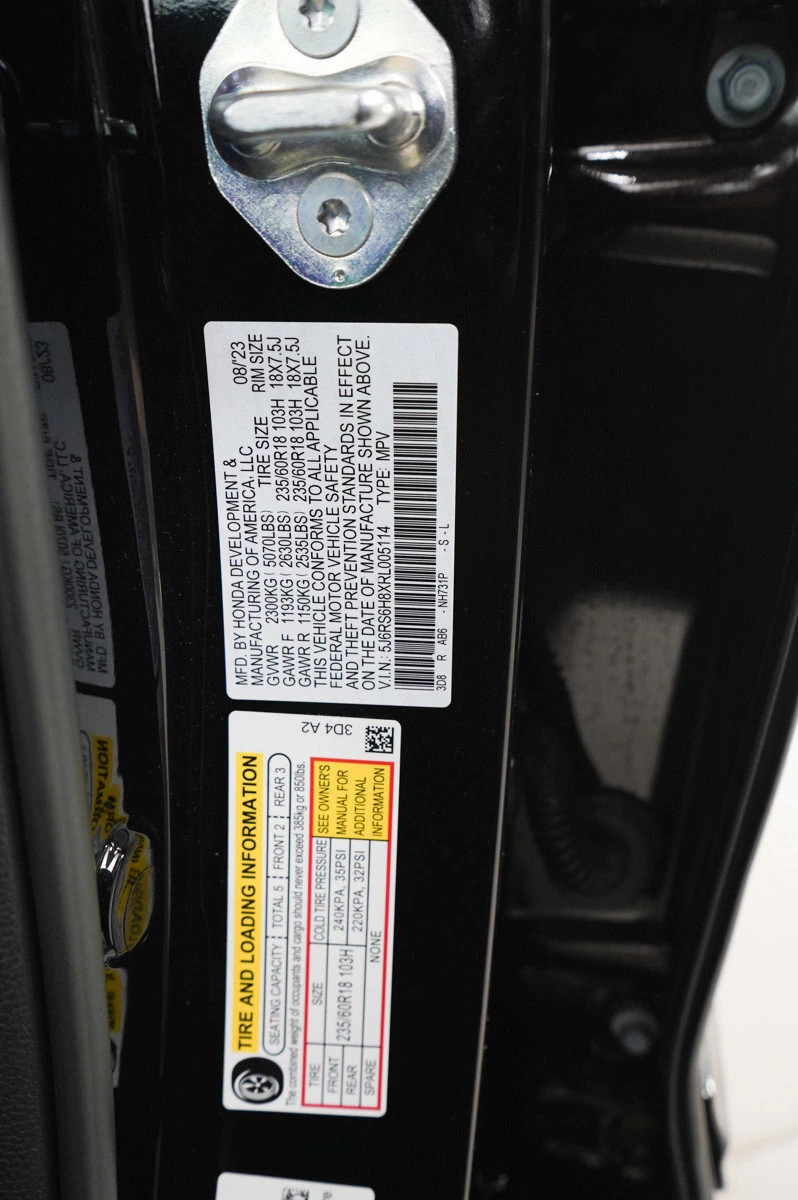 MFD. BY HONDA DEVELOPMENT &
MANUFACTURING OF AMERICA, LLC 08/'23
TIRE SIZE RIM SIZE
GVWR 2300KG ( 5070LBS)
GAWR F 1193KG ( 2630LBS) 235/60R18 103H 18X7.5J
GAWR R 1150KG ( 2535LBS) 235/60R18 103H 18X7.5J
THIS VEHICLE CONFORMS TO ALL APPLICABLE
FEDERAL MOTOR VEHICLE SAFETY
AND THEFT PREVENTION STANDARDS IN EFFECT
ON THE DATE OF MANUFACTURE SHOWN ABOVE.
V.I.N.: 5J6RS6H8XRL005114 TYPE: MPV
3D8 R AB6 - NH731P - S - L
TIRE AND LOADING INFORMATION
3D4 A2
SEATING CAPACITY TOTAL 5 FRONT 2 REAR 3
The combined weight of occupants and cargo should never exceed 385kg or 850lbs.
TIRE SIZE COLD TIRE PRESSURE
FRONT 235/60R18 103H 240KPA, 35PSI
REAR 220KPA, 32PSI
SPARE NONE
SEE OWNER'S
MANUAL FOR
ADDITIONAL
INFORMATION